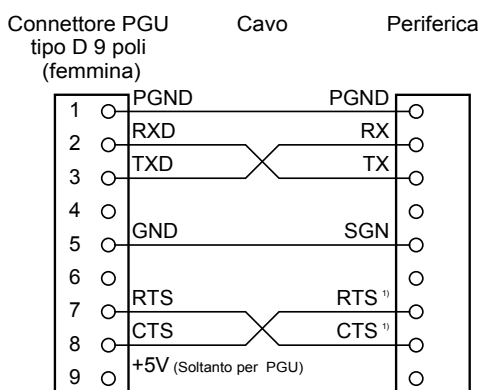 Connettore PGU Cavo Periferica
tipo D 9 poli
(femmina)
1 PGND PGND
2 RXD RX
3 TXD TX
4
5 GND SGN
6
7 RTS RTS 1)
8 CTS CTS 1)
9 +5V (Soltanto per PGU)